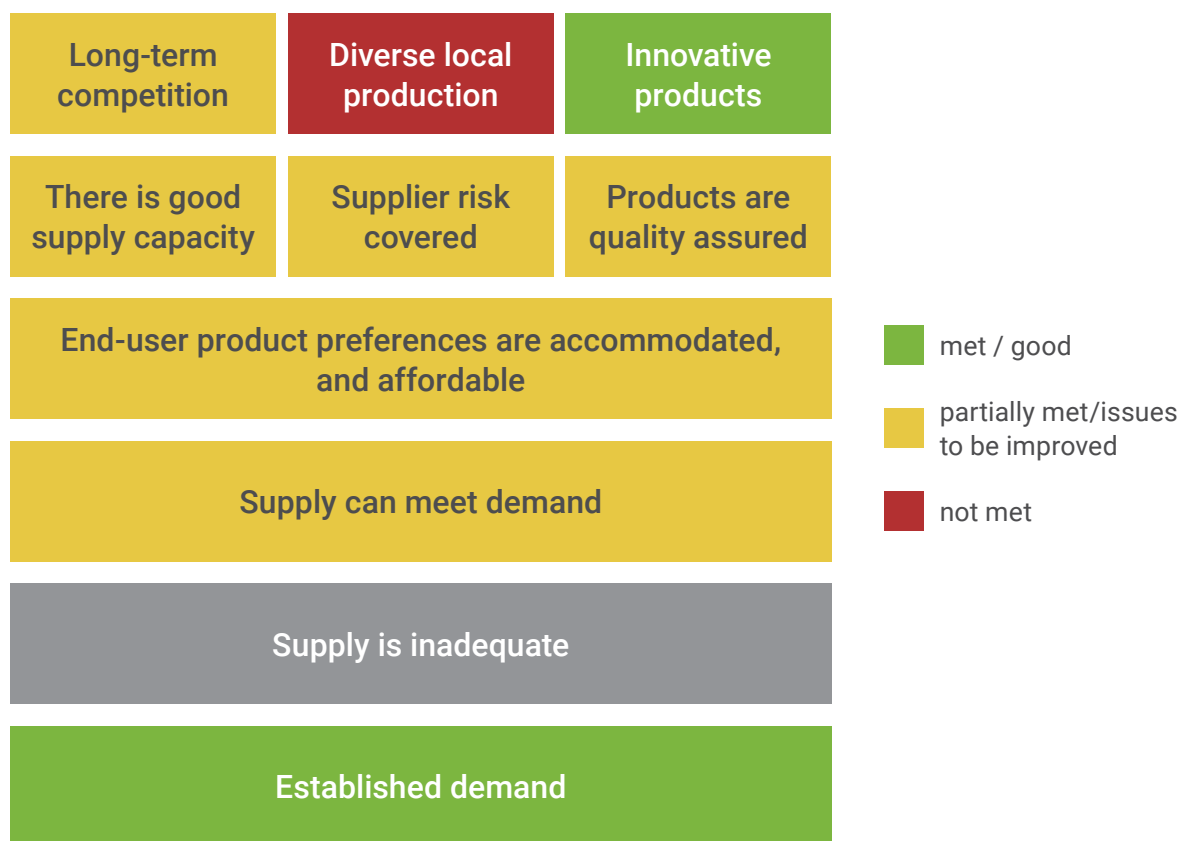 Long-term
competition
Diverse local
production
Innovative
products
There is good
supply capacity
Supplier risk
covered
Products are
quality assured
End-user product preferences are accommodated,
and affordable
Supply can meet demand
Supply is inadequate
Established demand
met / good
partially met/issues
to be improved
not met